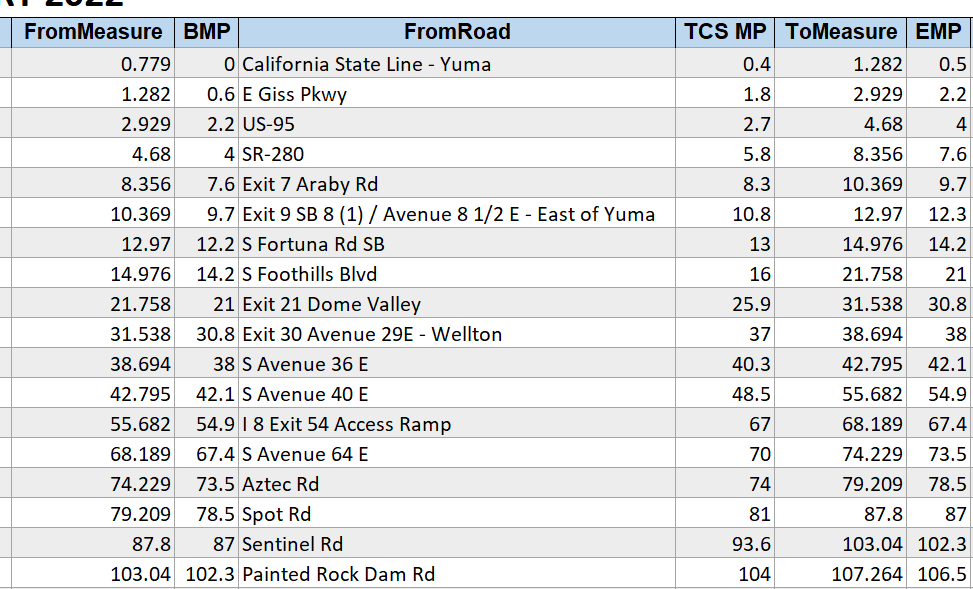 FromMeasure BMP FromRoad TCS MP ToMeasure EMP
0.779 0 California State Line - Yuma 0.4 1.282 0.5
1.282 0.6 E Giss Pkwy 1.8 2.929 2.2
2.929 2.2 US-95 2.7 4.68 4
4.68 4 SR-280 5.8 8.356 7.6
8.356 7.6 Exit 7 Araby Rd 8.3 10.369 9.7
10.369 9.7 Exit 9 SB 8 (1) / Avenue 8 1/2 E - East of Yuma 10.8 12.97 12.3
12.97 12.2 S Fortuna Rd SB 13 14.976 14.2
14.976 14.2 S Foothills Blvd 16 21.758 21
21.758 21 Exit 21 Dome Valley 25.9 31.538 30.8
31.538 30.8 Exit 30 Avenue 29E - Wellton 37 38.694 38
38.694 38 S Avenue 36 E 40.3 42.795 42.1
42.795 42.1 S Avenue 40 E 48.5 55.682 54.9
55.682 54.9 I 8 Exit 54 Access Ramp 67 68.189 67.4
68.189 67.4 S Avenue 64 E 70 74.229 73.5
74.229 73.5 Aztec Rd 74 79.209 78.5
79.209 78.5 Spot Rd 81 87.8 87
87.8 87 Sentinel Rd 93.6 103.04 102.3
103.04 102.3 Painted Rock Dam Rd 104 107.264 106.5